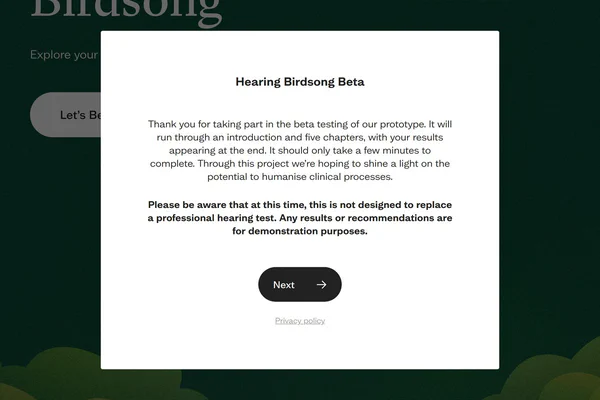 Birdsong
Explore your
Let's Be
Hearing Birdsong Beta
Thank you for taking part in the beta testing of our prototype. It will
run through an introduction and five chapters, with your results
appearing at the end. It should only take a few minutes to
complete. Through this project we're hoping to shine a light on the
potential to humanise clinical processes.
Please be aware that at this time, this is not designed to replace
a professional hearing test. Any results or recommendations are
for demonstration purposes.
Next
Privacy policy